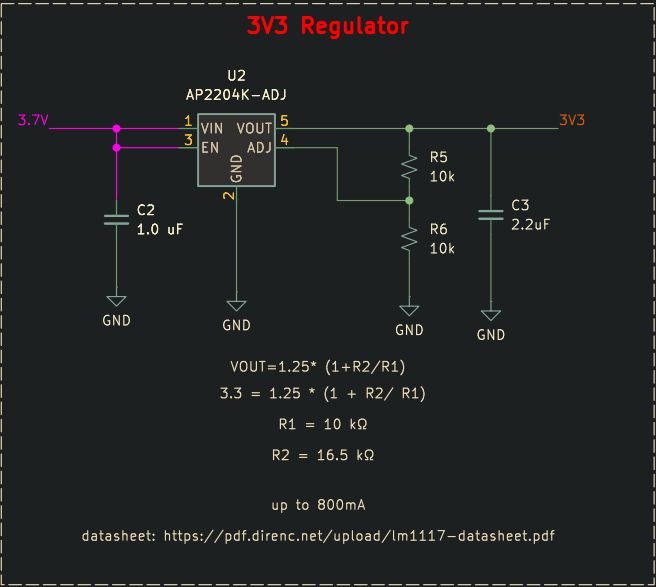 3V3 Regulator
U2
AP2204K-ADJ
3.7V
1
VIN
VOUT
5
3V3
3
EN
ADJ
4
GND
2
R5
10k
C2
1.0 uF
C3
2.2uF
R6
10k
GND
GND
GND
GND
VOUT=1.25* (1+R2/R1)
3.3 = 1.25 * (1 + R2/ R1)
R1 = 10 kΩ
R2 = 16.5 kΩ
up to 800mA
datasheet: https://pdf.direnc.net/upload/lm1117-datasheet.pdf